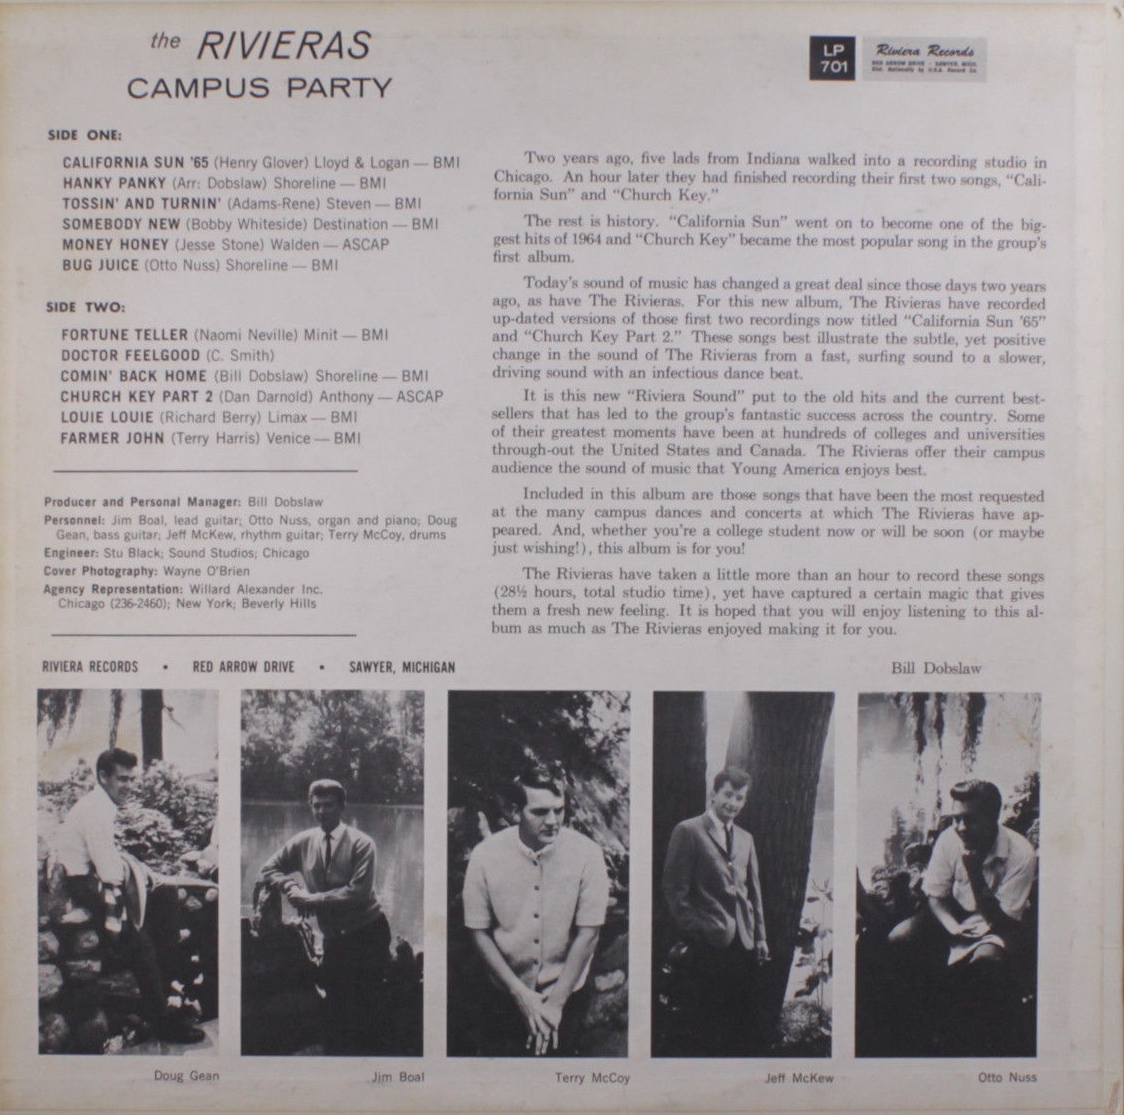 the RIVIERAS
CAMPUS PARTY
LP
701
Riviera Records
RED ARROW DRIVE - SAWYER, MICH.
Dist. Nationally by U.S.A. Record Co.
SIDE ONE:
CALIFORNIA SUN '65 (Henry Glover) Lloyd & Logan — BMI
HANKY PANKY (Arr: Dobslaw) Shoreline — BMI
TOSSIN' AND TURNIN' (Adams-Rene) Steven — BMI
SOMEBODY NEW (Bobby Whiteside) Destination — BMI
MONEY HONEY (Jesse Stone) Walden — ASCAP
BUG JUICE (Otto Nuss) Shoreline — BMI
SIDE TWO:
FORTUNE TELLER (Naomi Neville) Minit — BMI
DOCTOR FEELGOOD (C. Smith)
COMIN' BACK HOME (Bill Dobslaw) Shoreline — BMI
CHURCH KEY PART 2 (Dan Darnold) Anthony — ASCAP
LOUIE LOUIE (Richard Berry) Limax — BMI
FARMER JOHN (Terry Harris) Venice — BMI
Producer and Personal Manager: Bill Dobslaw
Personnel: Jim Boal, lead guitar; Otto Nuss, organ and piano; Doug
Gean, bass guitar; Jeff McKew, rhythm guitar; Terry McCoy, drums
Engineer: Stu Black; Sound Studios; Chicago
Cover Photography: Wayne O'Brien
Agency Representation: Willard Alexander Inc.
Chicago (236-2460); New York; Beverly Hills
RIVIERA RECORDS • RED ARROW DRIVE • SAWYER, MICHIGAN
Two years ago, five lads from Indiana walked into a recording studio in
Chicago. An hour later they had finished recording their first two songs, "Cali-
fornia Sun" and "Church Key."
The rest is history. "California Sun" went on to become one of the big-
gest hits of 1964 and "Church Key" became the most popular song in the group's
first album.
Today's sound of music has changed a great deal since those days two years
ago, as have The Rivieras. For this new album, The Rivieras have recorded
up-dated versions of those first two recordings now titled "California Sun '65"
and "Church Key Part 2." These songs best illustrate the subtle, yet positive
change in the sound of The Rivieras from a fast, surfing sound to a slower,
driving sound with an infectious dance beat.
It is this new "Riviera Sound" put to the old hits and the current best-
sellers that has led to the group's fantastic success across the country. Some
of their greatest moments have been at hundreds of colleges and universities
through-out the United States and Canada. The Rivieras offer their campus
audience the sound of music that Young America enjoys best.
Included in this album are those songs that have been the most requested
at the many campus dances and concerts at which The Rivieras have ap-
peared. And, whether you're a college student now or will be soon (or maybe
just wishing!), this album is for you!
The Rivieras have taken a little more than an hour to record these songs
(28½ hours, total studio time), yet have captured a certain magic that gives
them a fresh new feeling. It is hoped that you will enjoy listening to this al-
bum as much as The Rivieras enjoyed making it for you.
Bill Dobslaw
Doug Gean
Jim Boal
Terry McCoy
Jeff McKew
Otto Nuss